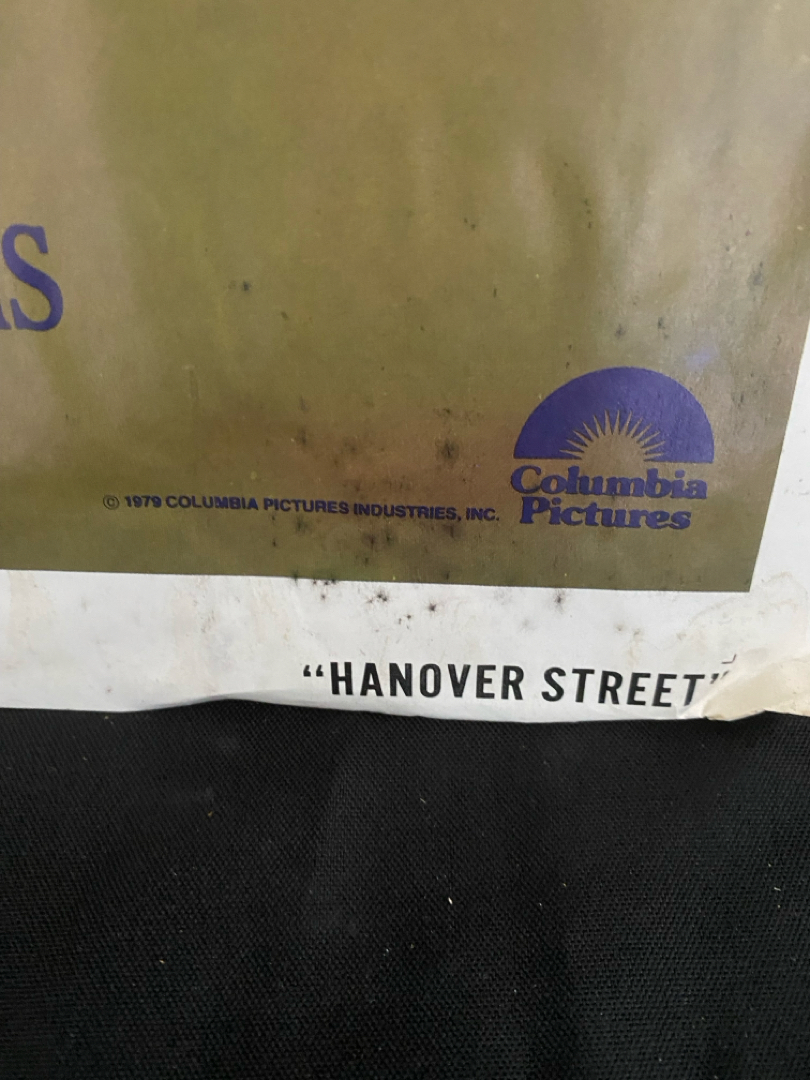 © 1979 COLUMBIA PICTURES INDUSTRIES, INC.
Columbia
Pictures
"HANOVER STREET"